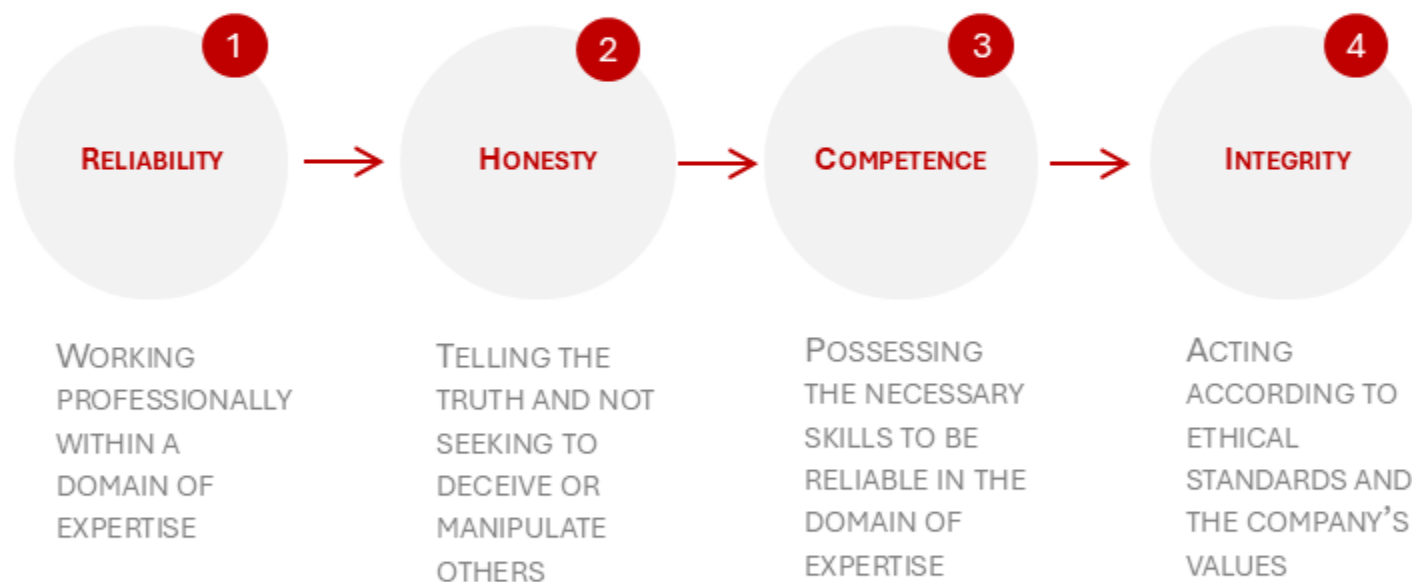 1
RELIABILITY
WORKING
PROFESSIONALLY
WITHIN A
DOMAIN OF
EXPERTISE
2
HONESTY
TELLING THE
TRUTH AND NOT
SEEKING TO
DECEIVE OR
MANIPULATE
OTHERS
3
COMPETENCE
POSSESSING
THE NECESSARY
SKILLS TO BE
RELIABLE IN THE
DOMAIN OF
EXPERTISE
4
INTEGRITY
ACTING
ACCORDING TO
ETHICAL
STANDARDS AND
THE COMPANY’S
VALUES